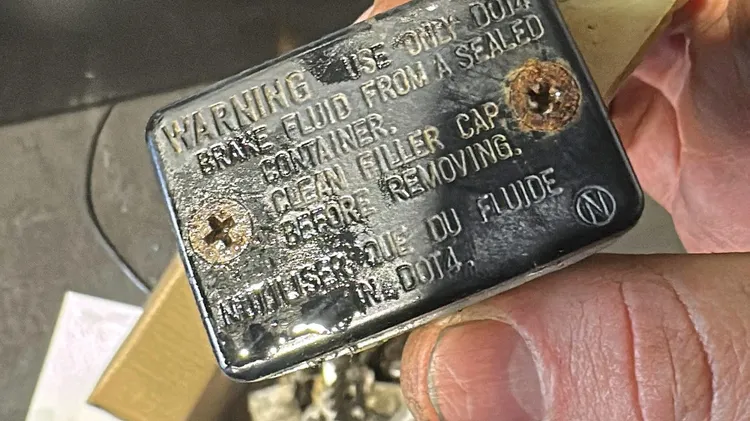 WARNING USE ONLY DOT4
BRAKE FLUID FROM A SEALED
CONTAINER.
CLEAN FILLER CAP
BEFORE REMOVING.
N'UTILISER QUE DU FLUIDE
N DOT4.